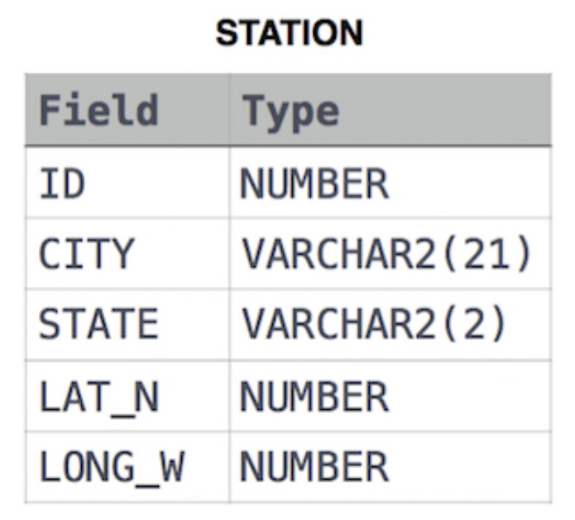 STATION
Field Type
ID NUMBER
CITY VARCHAR2(21)
STATE VARCHAR2(2)
LAT_N NUMBER
LONG_W NUMBER